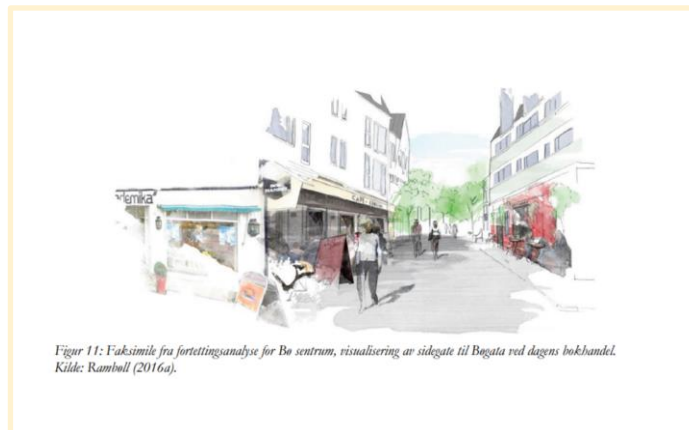 Figur 11: Faksimile fra fortettingsanalyse for Bø sentrum, visualisering av sidegate til Bøgata ved dagens bokhandel.
Kilde: Rambøll (2016a).